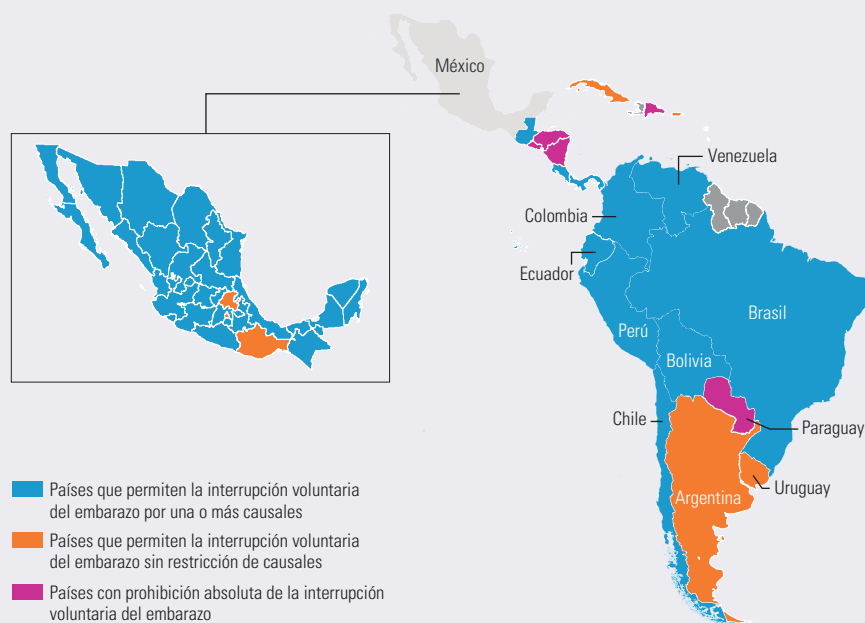 México
Venezuela
Colombia
Ecuador
Brasil
Perú
Bolivia
Chile
Paraguay
Uruguay
Argentina
Países que permiten la interrupción voluntaria
del embarazo por una o más causales
Países que permiten la interrupción voluntaria
del embarazo sin restricción de causales
Países con prohibición absoluta de la interrupción
voluntaria del embarazo